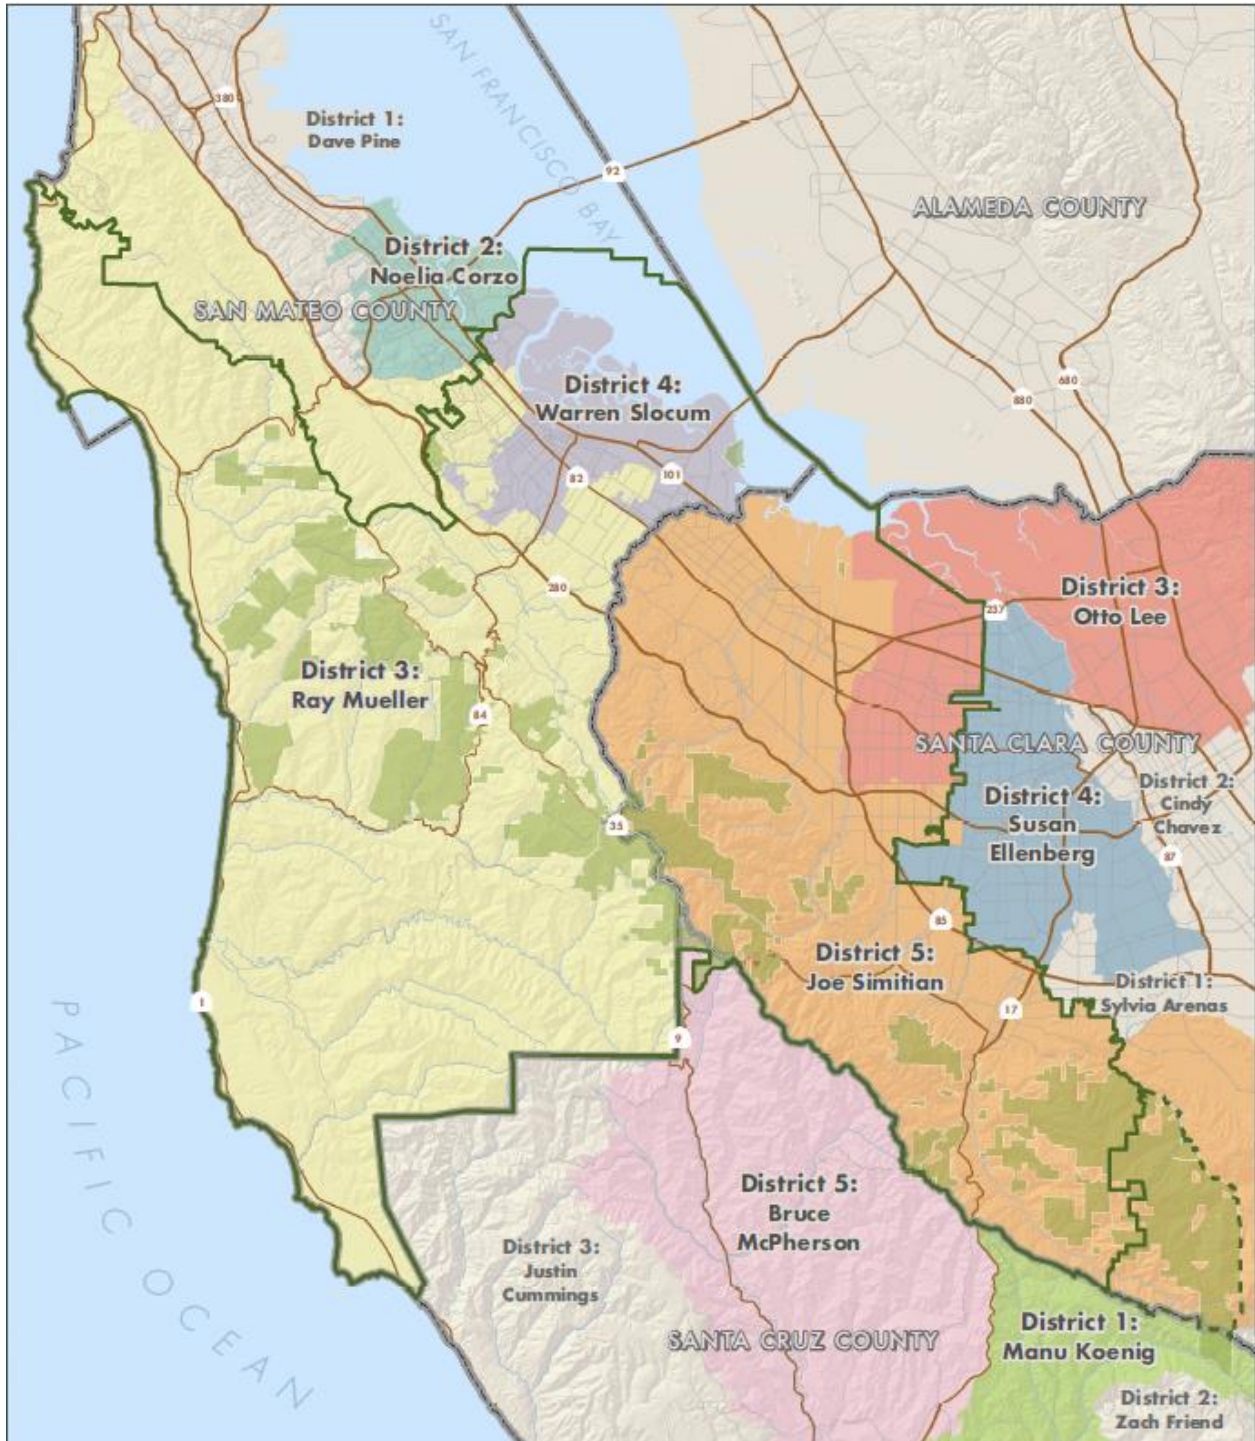 SAN FRANCISCO BAY
380
District 1:
Dave Pine
92
ALAMEDA COUNTY
District 2:
Noelia Corzo
SAN MATEO COUNTY
680
880
District 4:
Warren Slocum
82
101
280
237
District 3:
Otto Lee
District 3:
Ray Mueller
84
SANTA CLARA COUNTY
District 4:
Susan
Ellenberg
District 2:
Cindy
Chavez
35
87
85
District 5:
Joe Simitian
District 1:
Sylvia Arenas
17
1
9
PACIFIC OCEAN
District 5:
Bruce
McPherson
District 3:
Justin
Cummings
SANTA CRUZ COUNTY
District 1:
Manu Koenig
District 2:
Zach Friend